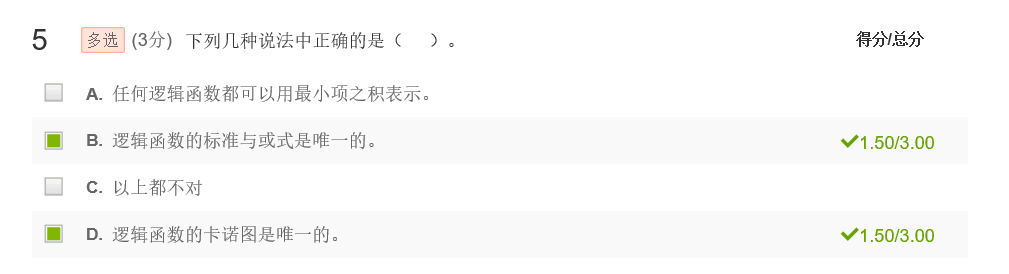 5 多选 (3分) 下列几种说法中正确的是（ ）。 得分/总分
A. 任何逻辑函数都可以用最小项之积表示。
B. 逻辑函数的标准与或式是唯一的。 1.50/3.00
C. 以上都不对
D. 逻辑函数的卡诺图是唯一的。 1.50/3.00